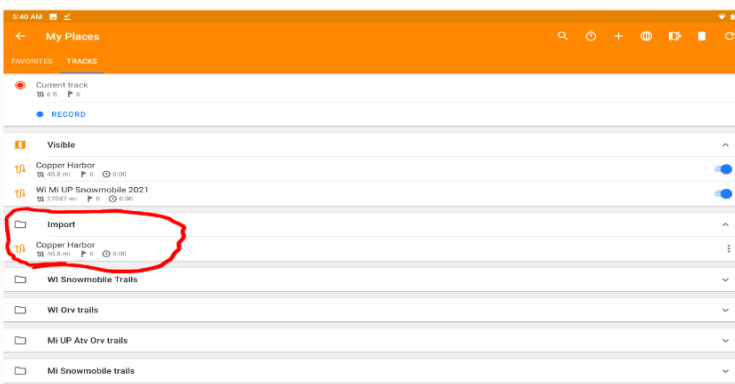 5:40 AM
My Places
FAVORITES TRACKS
Current track
0 ft 0
RECORD
Visible
Copper Harbor
40.8 mi 0 0:00
Wi Mi UP Snowmobile 2021
27687 mi 0 0:00
Import
Copper Harbor
40.8 mi 0 0:00
WI Snowmobile Trails
WI Orv trails
Mi UP Atv Orv trails
Mi Snowmobile trails